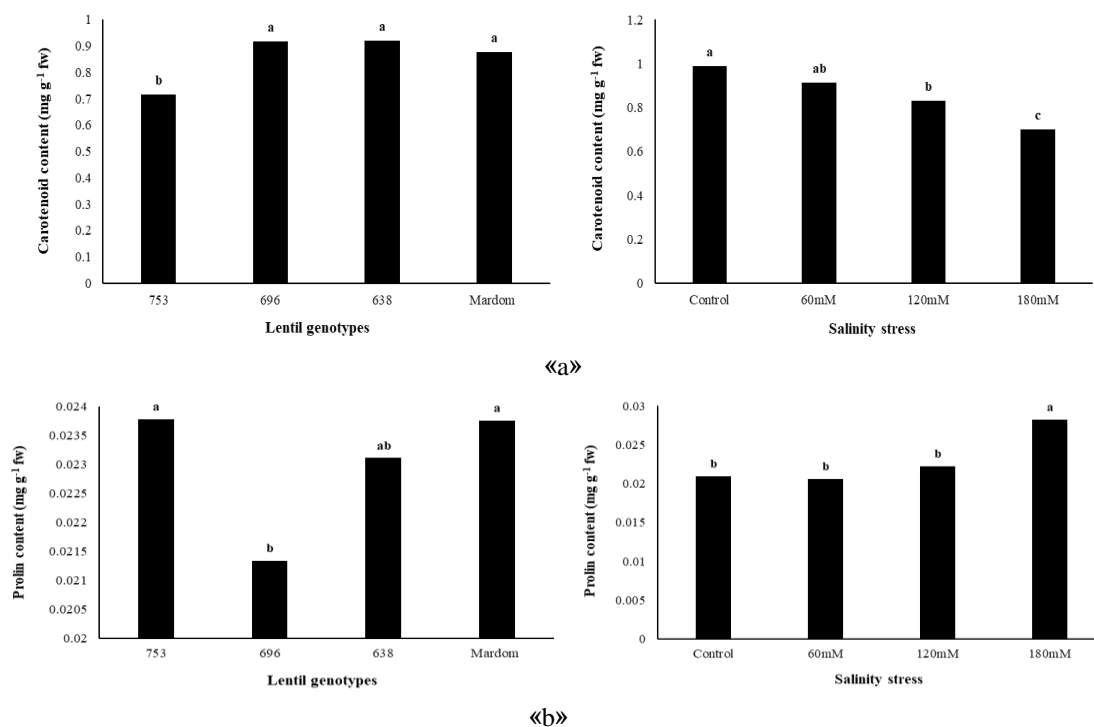 Carotenoid content (mg g-1 fw)
1
0.9
0.8
0.7
0.6
0.5
0.4
0.3
0.2
0.1
0
b
a
a
a
753 696 638 Mardom
Lentil genotypes
Carotenoid content (mg g-1 fw)
1.2
1
0.8
0.6
0.4
0.2
0
a
ab
b
c
Control 60mM 120mM 180mM
Salinity stress
«a»
Prolin content (mg g-1 fw)
0.024
0.0235
0.023
0.0225
0.022
0.0215
0.021
0.0205
0.02
a
b
ab
a
753 696 638 Mardom
Lentil genotypes
Prolin content (mg g-1 fw)
0.03
0.025
0.02
0.015
0.01
0.005
0
b
b
b
a
Control 60mM 120mM 180mM
Salinity stress
«b»